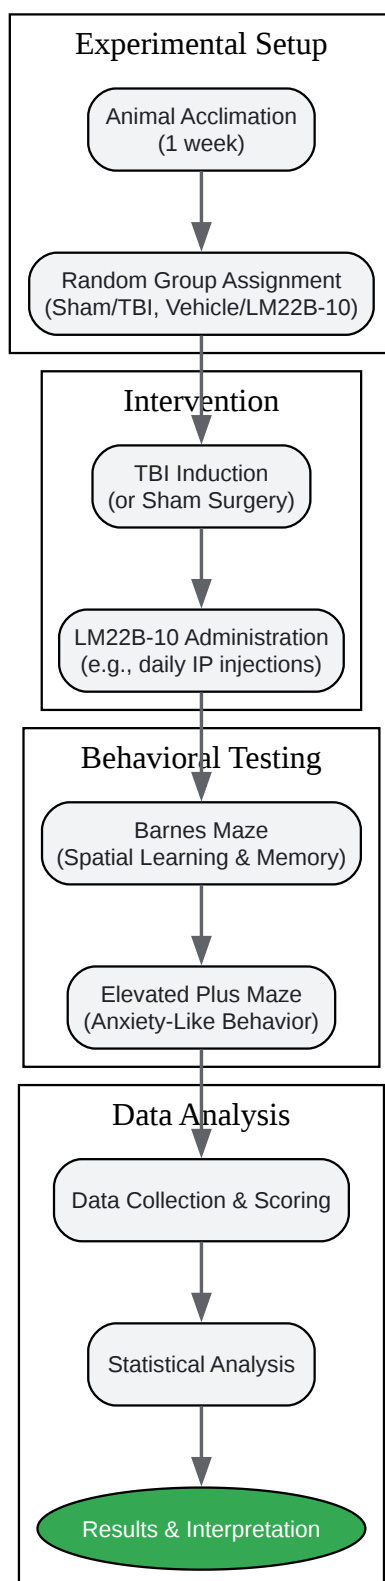 Experimental Setup
Animal Acclimation
(1 week)
Random Group Assignment
(Sham/TBI, Vehicle/LM22B-10)
Intervention
TBI Induction
(or Sham Surgery)
LM22B-10 Administration
(e.g., daily IP injections)
Behavioral Testing
Barnes Maze
(Spatial Learning & Memory)
Elevated Plus Maze
(Anxiety-Like Behavior)
Data Analysis
Data Collection & Scoring
Statistical Analysis
Results & Interpretation